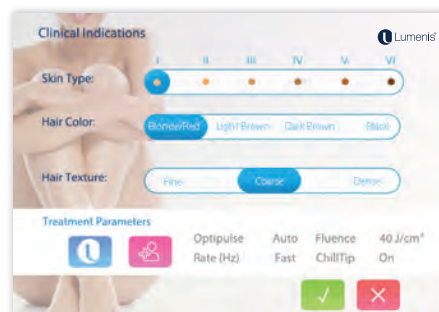 Clinical Indications
Lumenis
I II III IV V VI
Skin Type:
Hair Color: Blonde/Red Light Brown Dark Brown Black
Hair Texture: Fine Coarse Dense
Treatment Parameters
Optipulse Auto Fluence 40 J/cm²
Rate (Hz) Fast ChillTip On